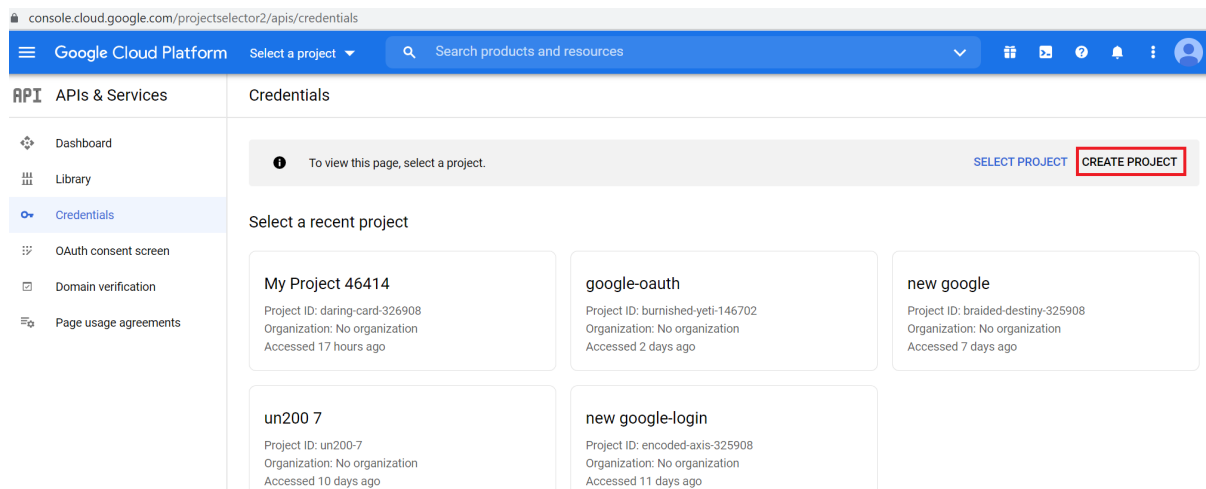 console.cloud.google.com/projectselector2/apis/credentials
Google Cloud Platform Select a project Search products and resources
API APIs & Services Credentials
Dashboard
To view this page, select a project. SELECT PROJECT CREATE PROJECT
Library
Credentials
Select a recent project
OAuth consent screen
Domain verification
Page usage agreements
My Project 46414
Project ID: daring-card-326908
Organization: No organization
Accessed 17 hours ago
google-oauth
Project ID: burnished-yeti-146702
Organization: No organization
Accessed 2 days ago
new google
Project ID: braided-destiny-325908
Organization: No organization
Accessed 7 days ago
un200 7
Project ID: un200-7
Organization: No organization
Accessed 10 days ago
new google-login
Project ID: encoded-axis-325908
Organization: No organization
Accessed 11 days ago